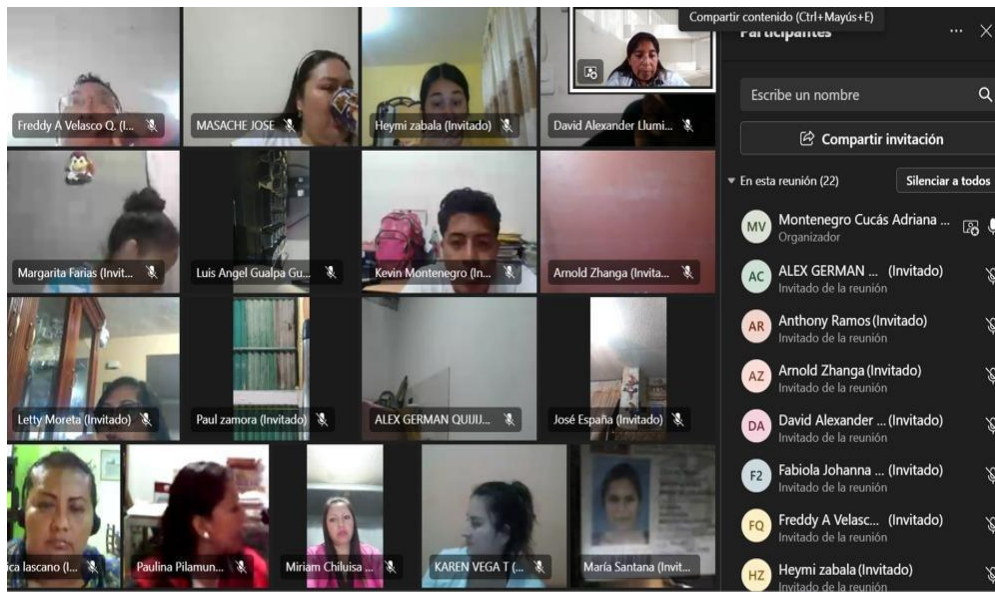 Compartir contenido (Ctrl+Mayús+E)
Participantes
Escribe un nombre
Compartir invitación
En esta reunión (22)
Silenciar a todos
MV
Montenegro Cucás Adriana ...
Organizador
AC
ALEX GERMAN ... (Invitado)
Invitado de la reunión
AR
Anthony Ramos (Invitado)
Invitado de la reunión
AZ
Arnold Zhanga (Invitado)
Invitado de la reunión
DA
David Alexander ... (Invitado)
Invitado de la reunión
F2
Fabiola Johanna ... (Invitado)
Invitado de la reunión
FQ
Freddy A Velasc... (Invitado)
Invitado de la reunión
HZ
Heymi zabala (Invitado)
Invitado de la reunión
Freddy A Velasco Q. (I...
MASACHE JOSE
Heymi zabala (Invitado)
David Alexander Llumi...
Margarita Farias (Invit...
Luis Angel Gualpa Gu...
Kevin Montenegro (In...
Arnold Zhanga (Invita...
Letty Moreta (Invitado)
Paul zamora (Invitado)
ALEX GERMAN QUIJIJ...
José España (Invitado)
ica lascano (I...
Paulina Pilamun...
Miriam Chiluisa ...
KAREN VEGA T (...
María Santana (Invit...